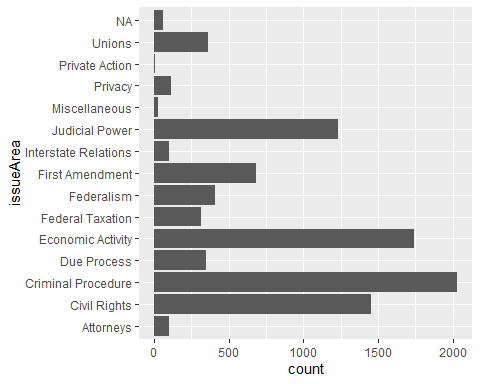 NA
Unions
Private Action
Privacy
Miscellaneous
Judicial Power
Interstate Relations
First Amendment
Federalism
Federal Taxation
Economic Activity
Due Process
Criminal Procedure
Civil Rights
Attorneys
issueArea
0 500 1000 1500 2000
count